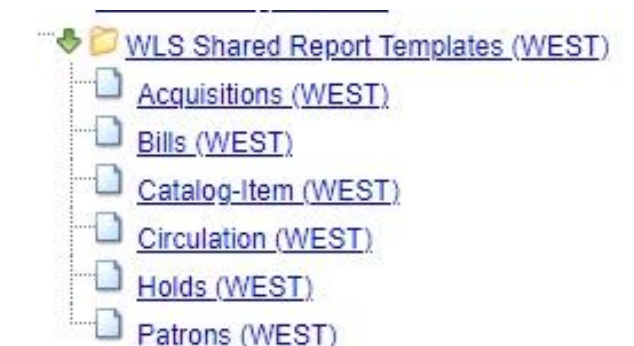 WLS Shared Report Templates (WEST)
Acquisitions (WEST)
Bills (WEST)
Catalog-Item (WEST)
Circulation (WEST)
Holds (WEST)
Patrons (WEST)